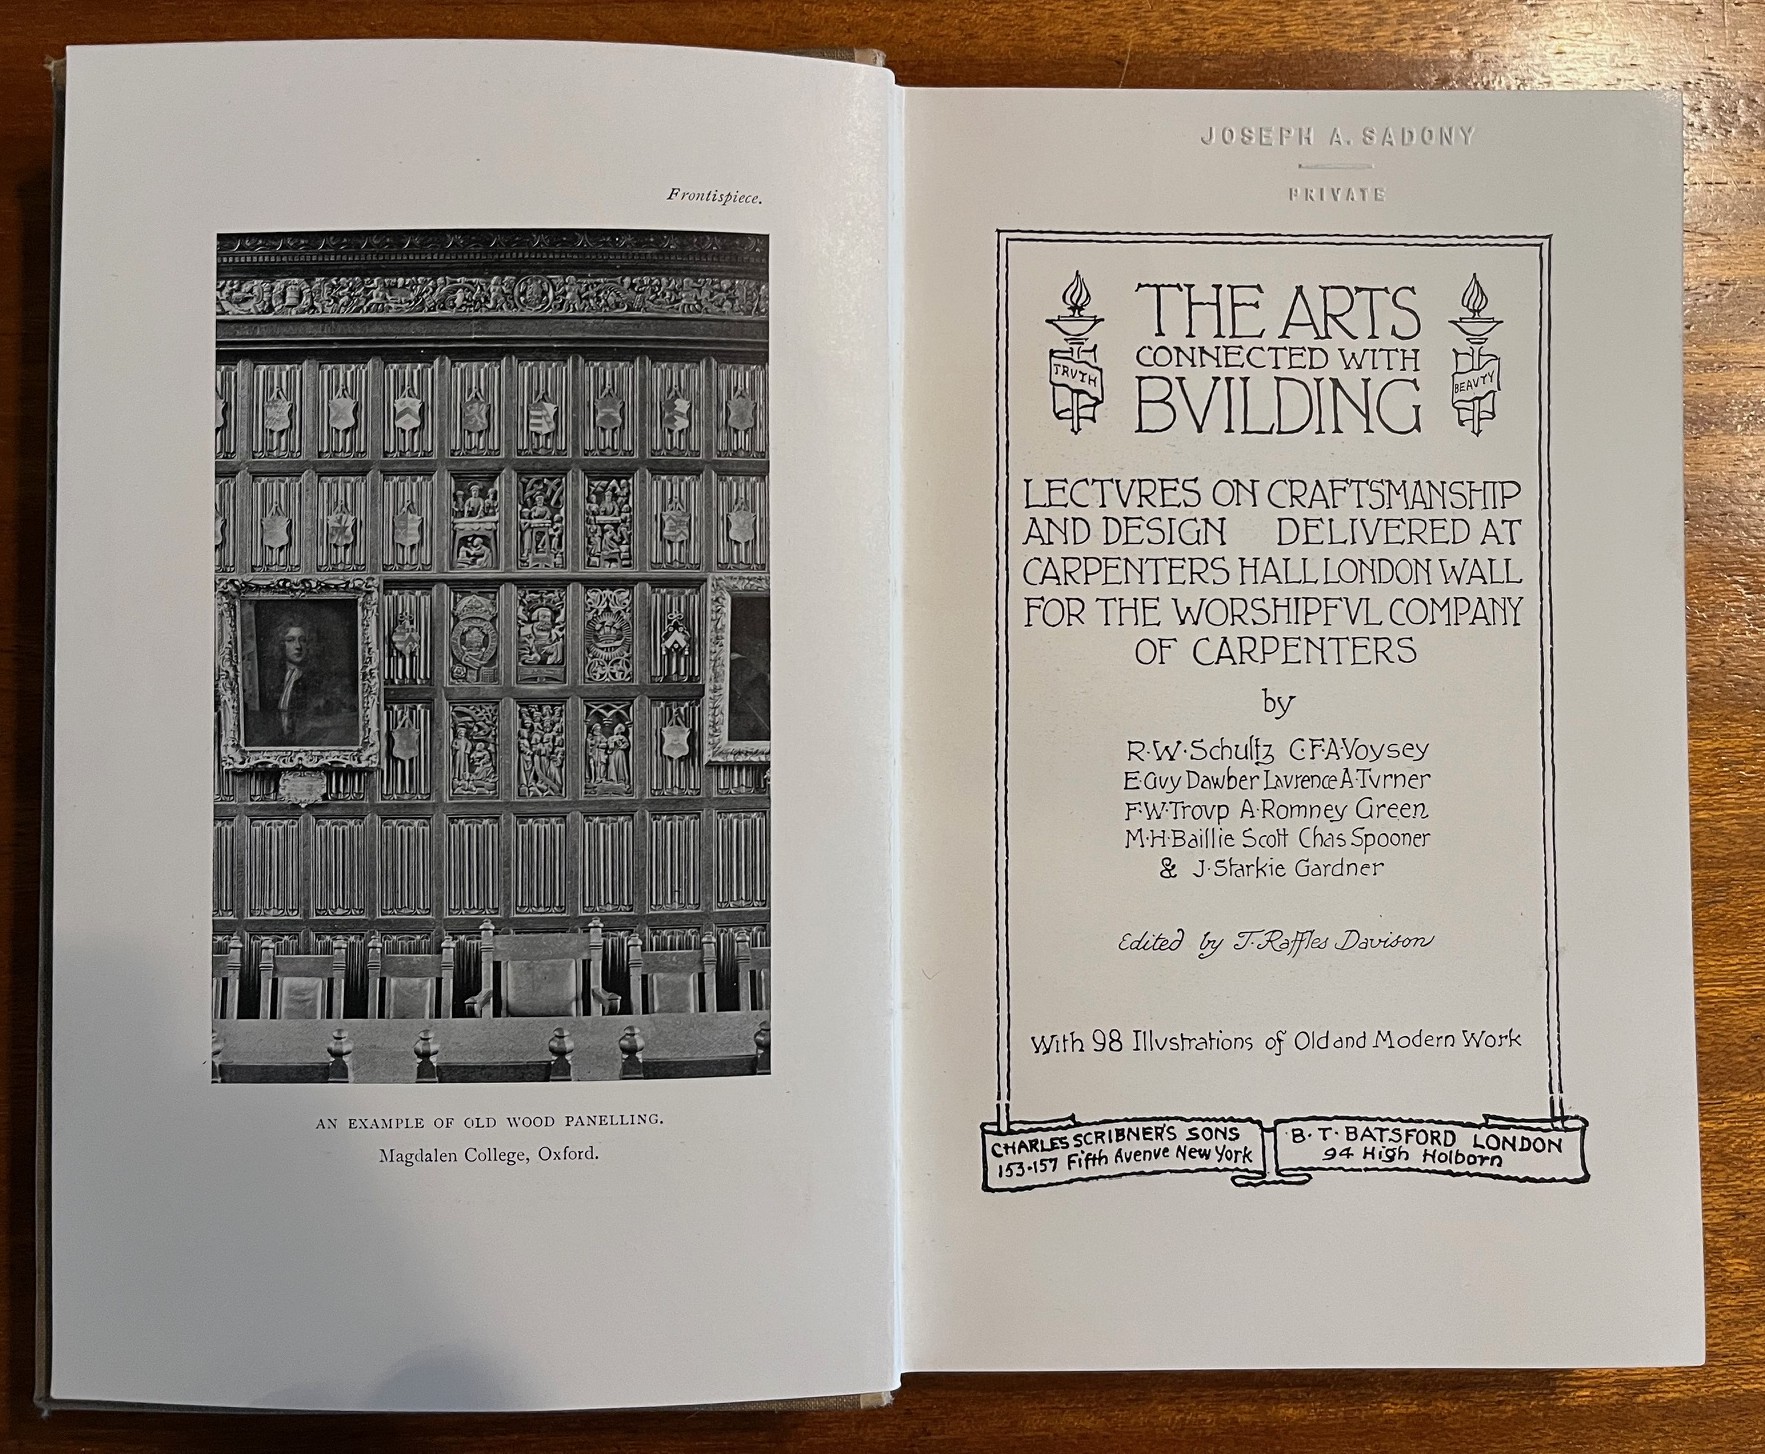 Frontispiece.
AN EXAMPLE OF OLD WOOD PANELLING.
Magdalen College, Oxford.
JOSEPH A. SADONY
PRIVATE
THE ARTS
CONNECTED WITH
BVILDING
TRVTH
BEAVTY
LECTVRES ON CRAFTSMANSHIP
AND DESIGN DELIVERED AT
CARPENTERS HALL LONDON WALL
FOR THE WORSHIPFVL COMPANY
OF CARPENTERS
by
R·W·Schultz C·F·A·Voysey
E·Gvy Dawber Lavrence A·Tvrner
F·W·Trovp A·Romney Green
M·H·Baillie Scott Chas Spooner
& J·Starkie Gardner
Edited by T·Raffles Davison
With 98 Illvstrations of Old and Modern Work
CHARLES SCRIBNER'S SONS
153-157 Fifth Avenve New York
B·T·BATSFORD LONDON
94 High Holborn